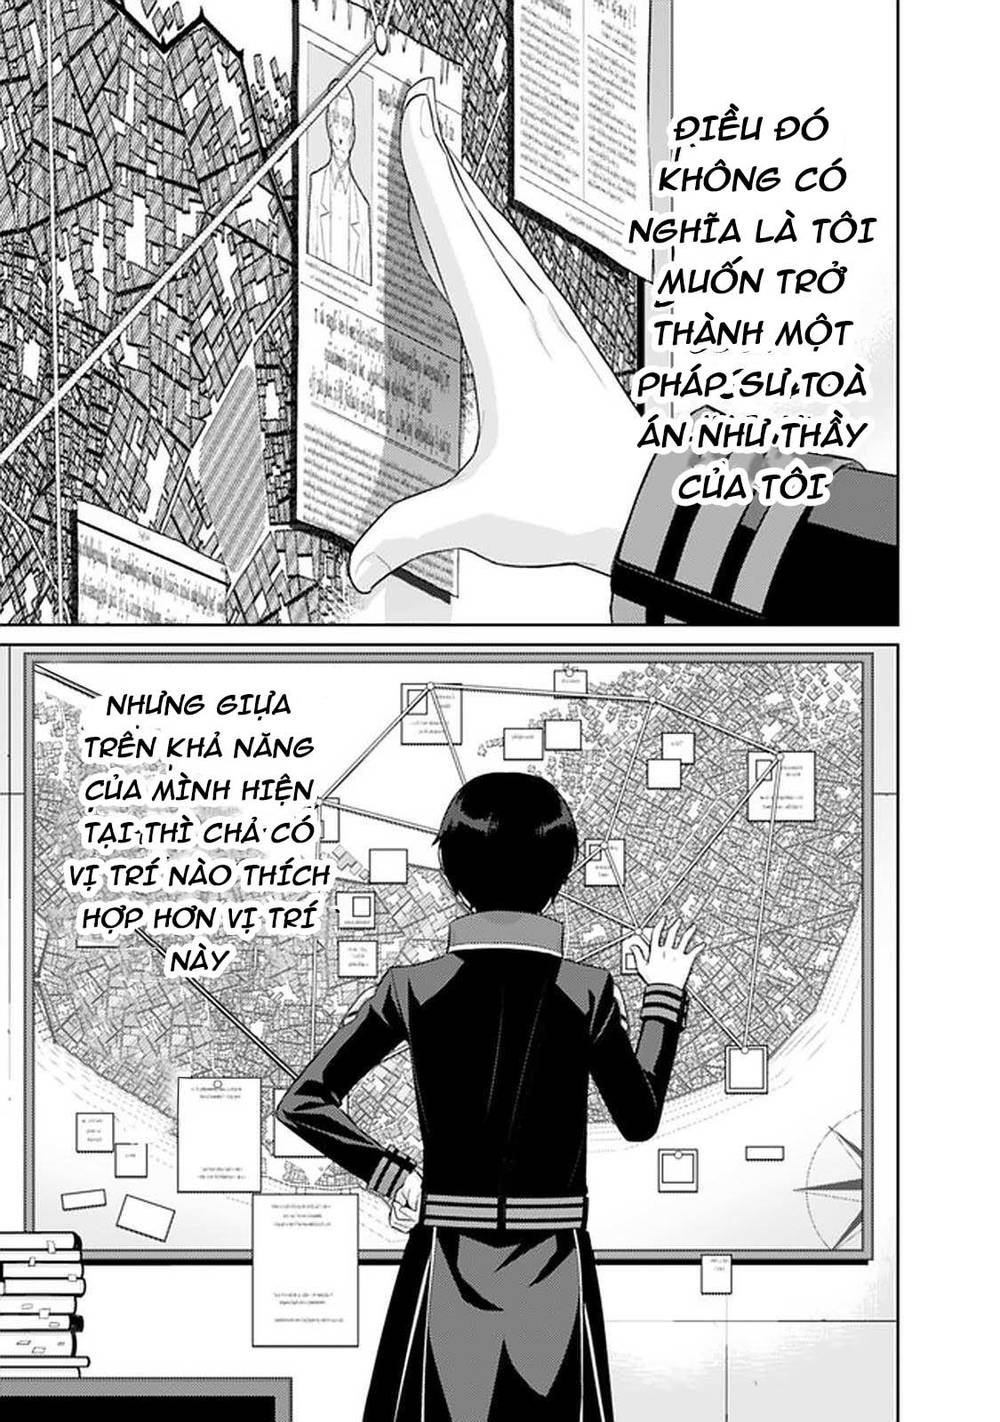 ĐIỀU ĐÓ
KHÔNG CÓ
NGHĨA LÀ TÔI
MUỐN TRỞ
THÀNH MỘT
PHÁP SƯ TOÀ
ÁN NHƯ THẦY
CỦA TÔI
NHƯNG GIỰA
TRÊN KHẢ NĂNG
CỦA MÌNH HIỆN
TẠI THÌ CHẢ CÓ
VỊ TRÍ NÀO THÍCH
HỢP HƠN VỊ TRÍ
NÀY